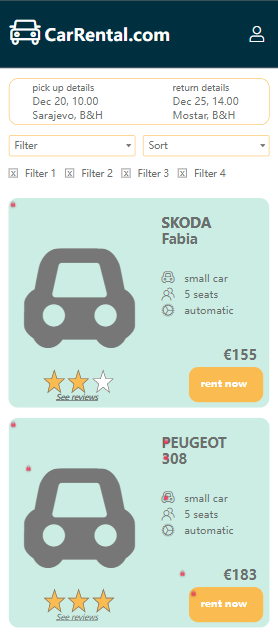 CarRental.com
pick up details return details
Dec 20, 10.00 Dec 25, 14.00
Sarajevo, B&H Mostar, B&H
Filter Sort
Filter 1 Filter 2 Filter 3 Filter 4
SKODA
Fabia
small car
5 seats
automatic
€155
See reviews
rent now
PEUGEOT
308
small car
5 seats
automatic
€183
See reviews
rent now